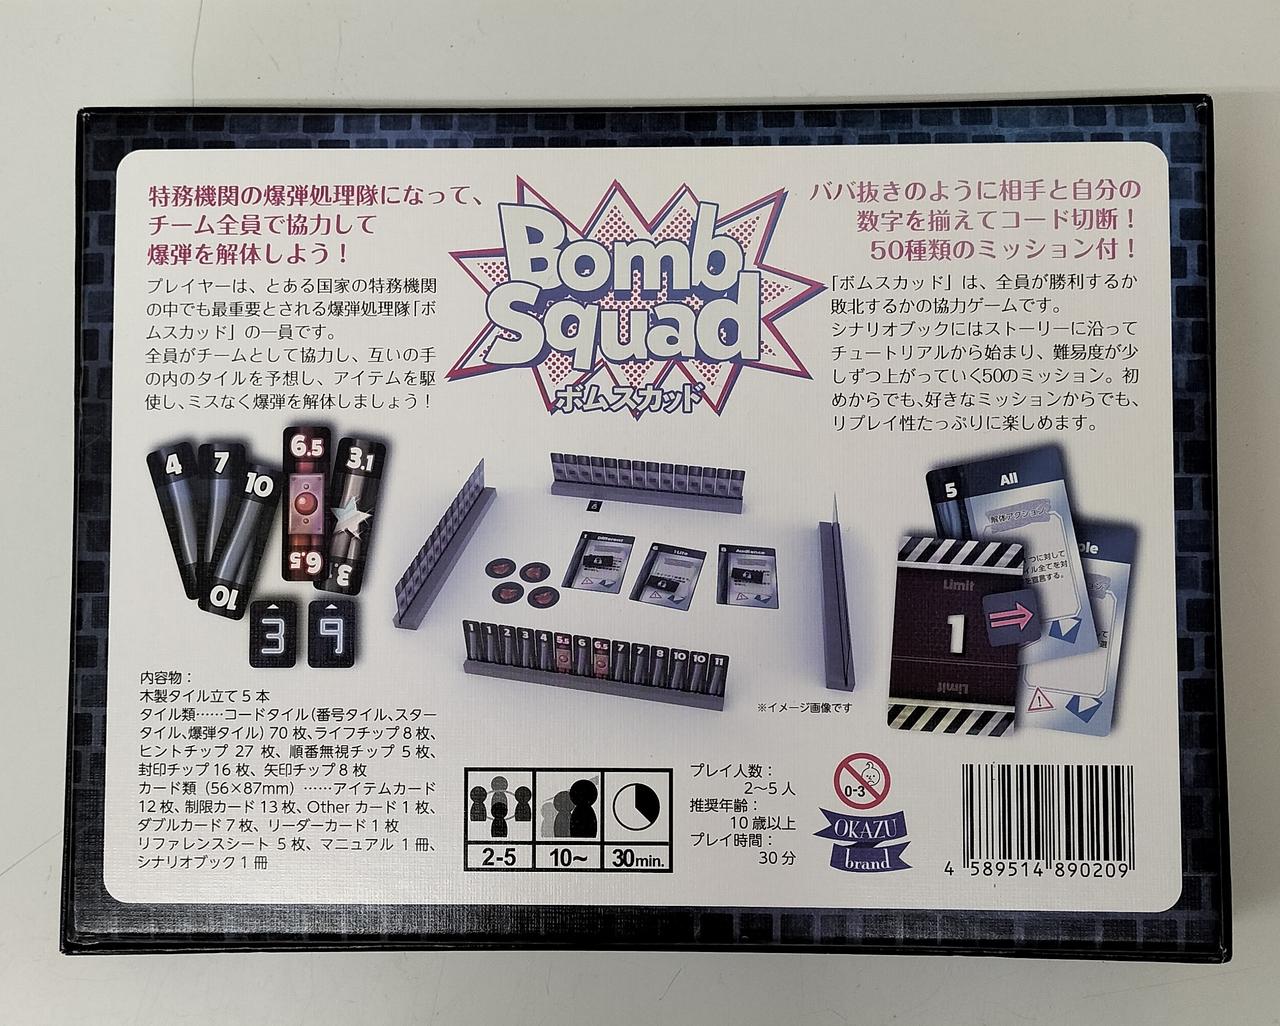 特務機関の爆弾処理隊になって、
チーム全員で協力して
爆弾を解体しよう！
プレイヤーは、とある国家の特務機関
の中でも最重要とされる爆弾処理隊「ボ
ムスカッド」の一員です。
全員がチームとして協力し、互いの手
の内のタイルを予想し、アイテムを駆
使し、ミスなく爆弾を解体しましょう！
Bomb
Squad
ボムスカッド
ババ抜きのように相手と自分の
数字を揃えてコード切断！
50種類のミッション付！
「ボムスカッド」は、全員が勝利するか
敗北するかの協力ゲームです。
シナリオブックにはストーリーに沿って
チュートリアルから始まり、難易度が少
しずつ上がっていく50のミッション。初
めからでも、好きなミッションからでも、
リプレイ性たっぷりに楽しめます。
4
7
10
10
6.5
6.5
3.1
3
9
1 Different
Audience
1 1 2 3 4 5.5 6 6.5 7 7 8 10 10 11
※イメージ画像です
5 All
解体アクション
Limit
1
Limit
内容物：
木製タイル立て 5 本
タイル類……コードタイル（番号タイル、スター
タイル、爆弾タイル）70 枚、ライフチップ 8 枚、
ヒントチップ 27 枚、順番無視チップ 5 枚、
封印チップ 16 枚、矢印チップ 8 枚
カード類（56×87mm）……アイテムカード
12 枚、制限カード 13 枚、Other カード 1 枚、
ダブルカード 7 枚、リーダーカード 1 枚
リファレンスシート 5 枚、マニュアル 1 冊、
シナリオブック 1 冊
2-5
10~
30min.
プレイ人数：
2～5 人
推奨年齢：
10 歳以上
プレイ時間：
30 分
0-3
OKAZU
brand
4 589514 890209